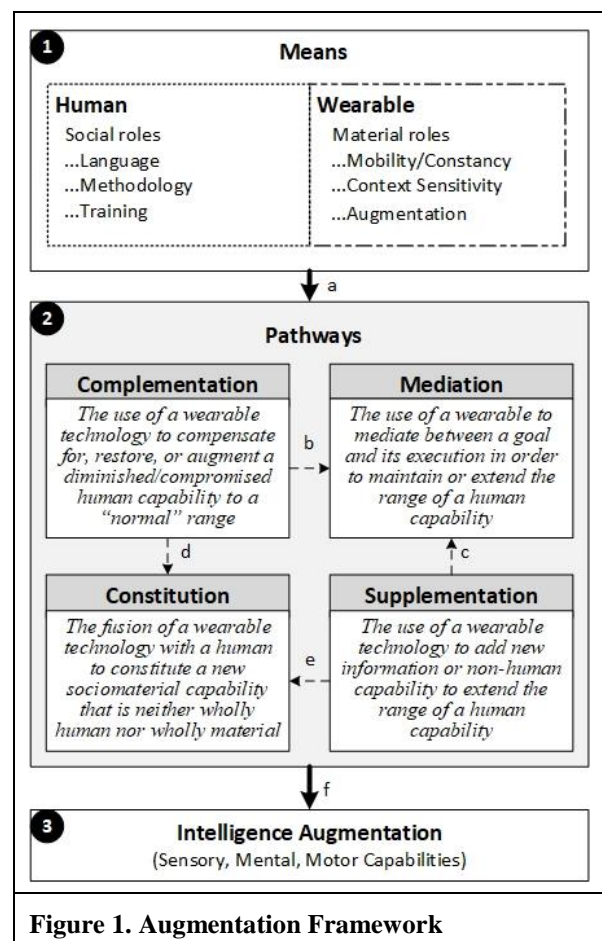 1
Means
Human
Social roles
...Language
...Methodology
...Training
Wearable
Material roles
...Mobility/Constancy
...Context Sensitivity
...Augmentation
a
2
Pathways
Complementation
The use of a wearable
technology to compensate
for, restore, or augment a
diminished/compromised
human capability to a
“normal” range
b
Mediation
The use of a wearable to
mediate between a goal
and its execution in order
to maintain or extend the
range of a human
capability
d
c
Constitution
The fusion of a wearable
technology with a human
to constitute a new
sociomaterial capability
that is neither wholly
human nor wholly material
e
Supplementation
The use of a wearable
technology to add new
information or non-human
capability to extend the
range of a human
capability
f
3
Intelligence Augmentation
(Sensory, Mental, Motor Capabilities)
Figure 1. Augmentation Framework